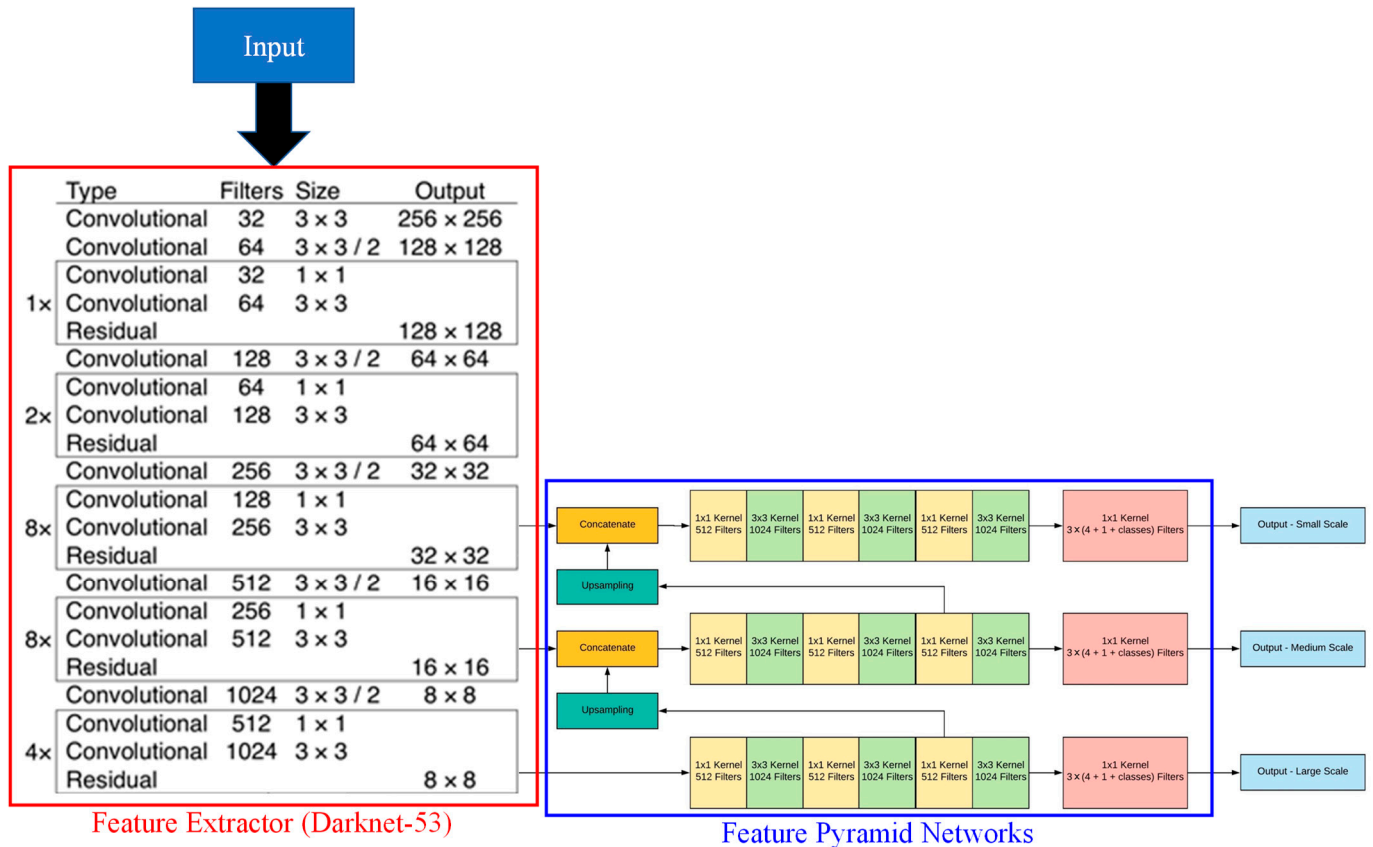 Input
Type Filters Size Output
Convolutional 32 3 × 3 256 × 256
Convolutional 64 3 × 3 / 2 128 × 128
Convolutional 32 1 × 1
1× Convolutional 64 3 × 3
Residual 128 × 128
Convolutional 128 3 × 3 / 2 64 × 64
Convolutional 64 1 × 1
2× Convolutional 128 3 × 3
Residual 64 × 64
Convolutional 256 3 × 3 / 2 32 × 32
Convolutional 128 1 × 1
8× Convolutional 256 3 × 3
Residual 32 × 32
Convolutional 512 3 × 3 / 2 16 × 16
Convolutional 256 1 × 1
8× Convolutional 512 3 × 3
Residual 16 × 16
Convolutional 1024 3 × 3 / 2 8 × 8
Convolutional 512 1 × 1
4× Convolutional 1024 3 × 3
Residual 8 × 8
Feature Extractor (Darknet-53)
Concatenate
1x1 Kernel 3x3 Kernel 1x1 Kernel 3x3 Kernel 1x1 Kernel 3x3 Kernel
512 Filters 1024 Filters 512 Filters 1024 Filters 512 Filters 1024 Filters
1x1 Kernel
3×(4 + 1 + classes) Filters
Output - Small Scale
Upsampling
Concatenate
1x1 Kernel 3x3 Kernel 1x1 Kernel 3x3 Kernel 1x1 Kernel 3x3 Kernel
512 Filters 1024 Filters 512 Filters 1024 Filters 512 Filters 1024 Filters
1x1 Kernel
3×(4 + 1 + classes) Filters
Output - Medium Scale
Upsampling
1x1 Kernel 3x3 Kernel 1x1 Kernel 3x3 Kernel 1x1 Kernel 3x3 Kernel
512 Filters 1024 Filters 512 Filters 1024 Filters 512 Filters 1024 Filters
1x1 Kernel
3×(4 + 1 + classes) Filters
Output - Large Scale
Feature Pyramid Networks